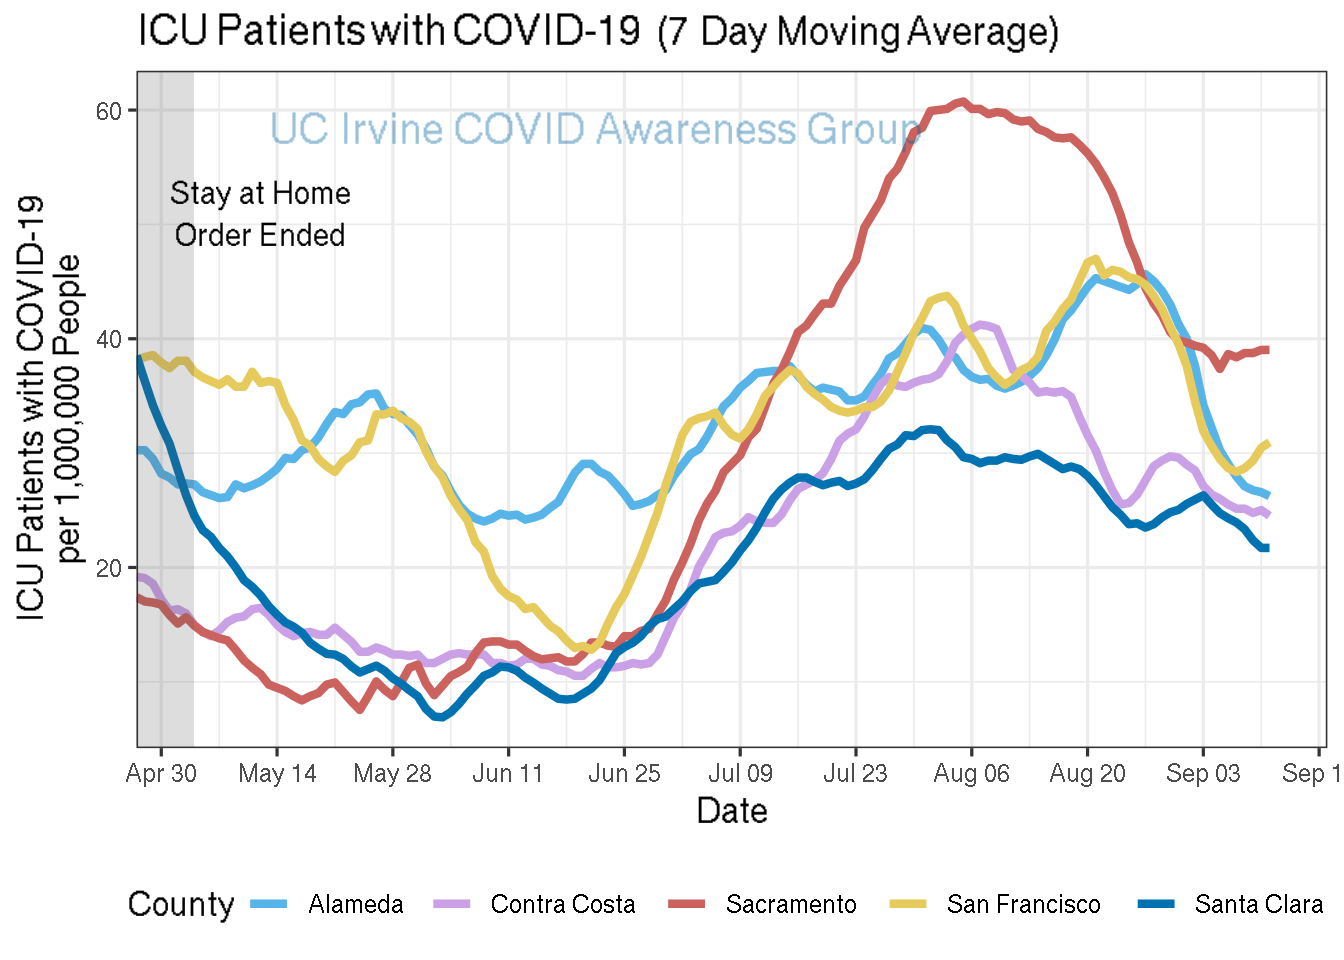 ICU Patients with COVID-19 (7 Day Moving Average)
UC Irvine COVID Awareness Group
Stay at Home
Order Ended
ICU Patients with COVID-19
per 1,000,000 People
60
40
20
Apr 30 May 14 May 28 Jun 11 Jun 25 Jul 09 Jul 23 Aug 06 Aug 20 Sep 03 Sep 1
Date
County Alameda Contra Costa Sacramento San Francisco Santa Clara